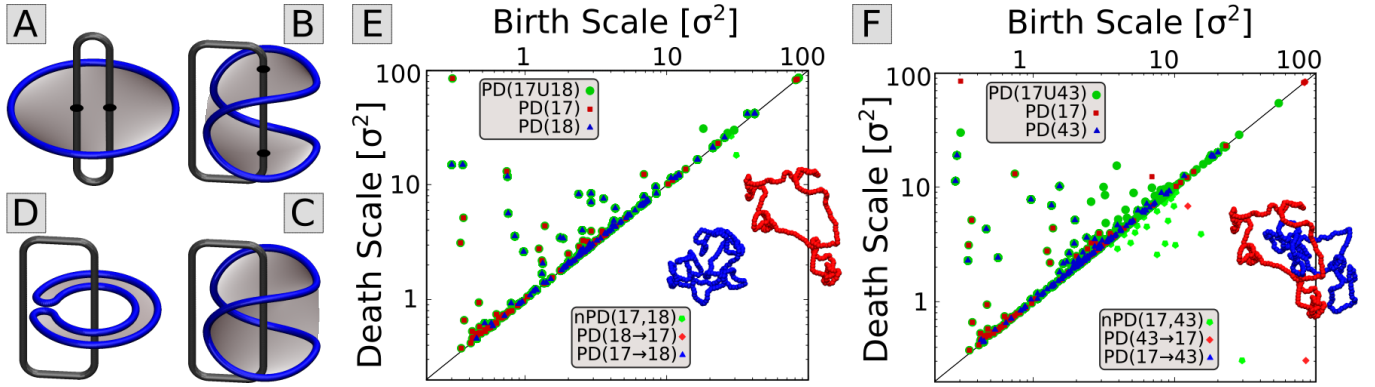 A
B
D
C
E
Birth Scale [σ²]
1
10
100
Death Scale [σ²]
100
10
1
PD(17U18)
PD(17)
PD(18)
nPD(17,18)
PD(18→17)
PD(17→18)
F
Birth Scale [σ²]
1
10
100
Death Scale [σ²]
100
10
1
PD(17U43)
PD(17)
PD(43)
nPD(17,43)
PD(43→17)
PD(17→43)